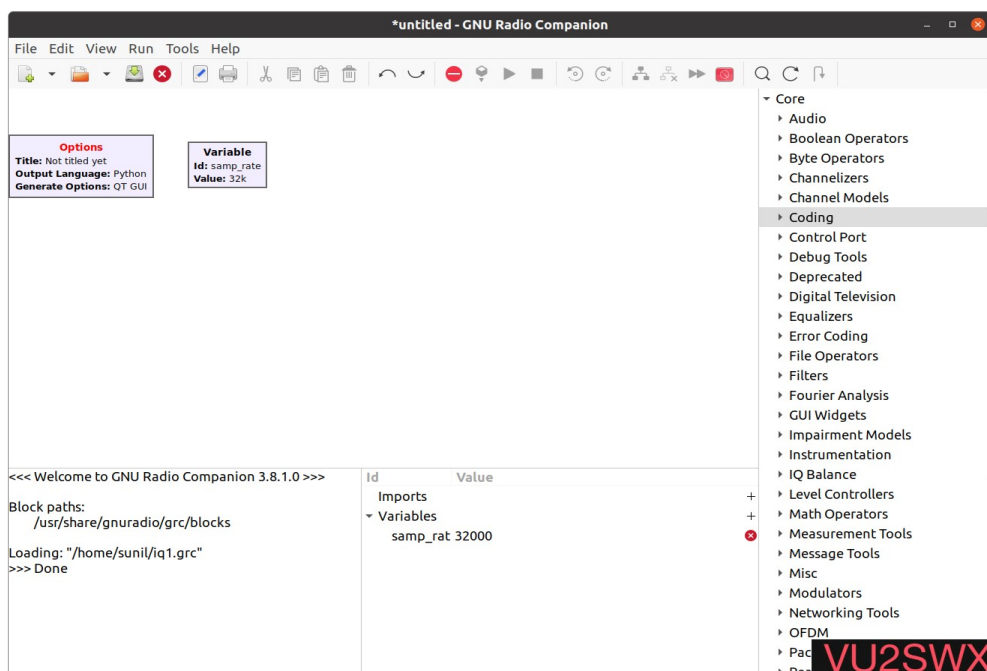 *untitled - GNU Radio Companion
File Edit View Run Tools Help
Options
Title: Not titled yet
Output Language: Python
Generate Options: QT GUI
Variable
Id: samp_rate
Value: 32k
<<< Welcome to GNU Radio Companion 3.8.1.0 >>>
Block paths:
/usr/share/gnuradio/grc/blocks
Loading: "/home/sunil/iq1.grc"
>>> Done
Id Value
Imports
Variables
samp_rat 32000
Core
Audio
Boolean Operators
Byte Operators
Channelizers
Channel Models
Coding
Control Port
Debug Tools
Deprecated
Digital Television
Equalizers
Error Coding
File Operators
Filters
Fourier Analysis
GUI Widgets
Impairment Models
Instrumentation
IQ Balance
Level Controllers
Math Operators
Measurement Tools
Message Tools
Misc
Modulators
Networking Tools
OFDM
Pac
VU2SWX